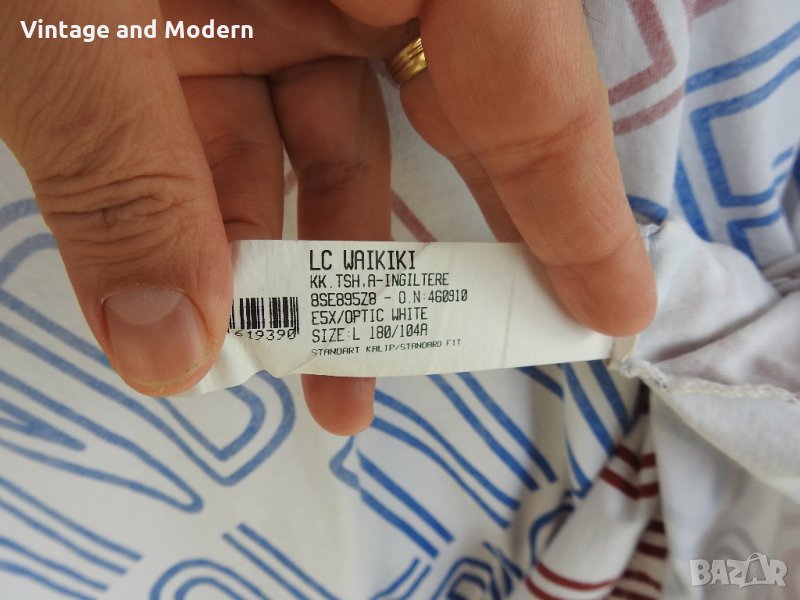 Vintage and Modern
LC WAIKIKI
KK.TSH.A-INGILTERE
8SE895Z8 - O.N:460910
E5X/OPTIC WHITE
SIZE:L 180/104A
STANDART KALIP/STANDARD FIT
619390
BAZAR